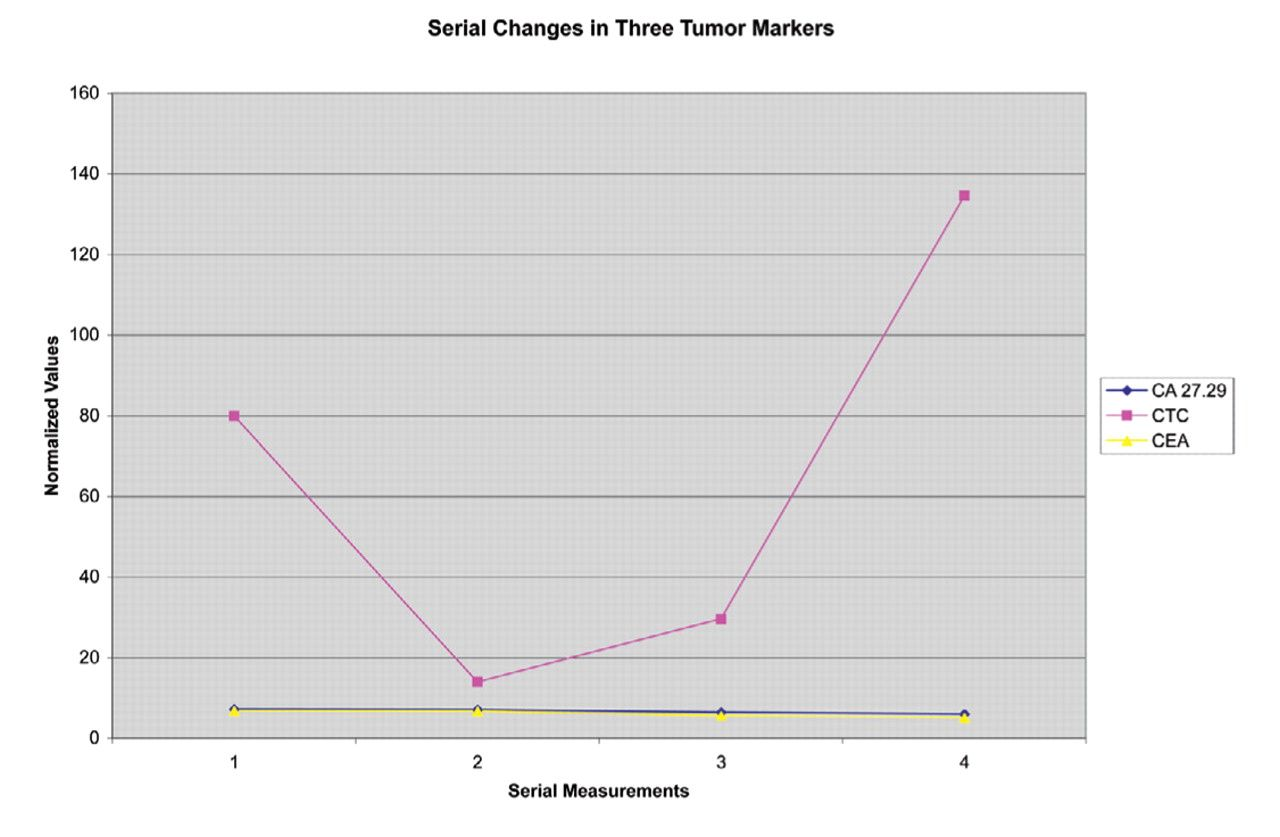 Serial Changes in Three Tumor Markers
160
140
120
100
80
60
40
20
0
Normalized Values
1 2 3 4
Serial Measurements
CA 27.29
CTC
CEA